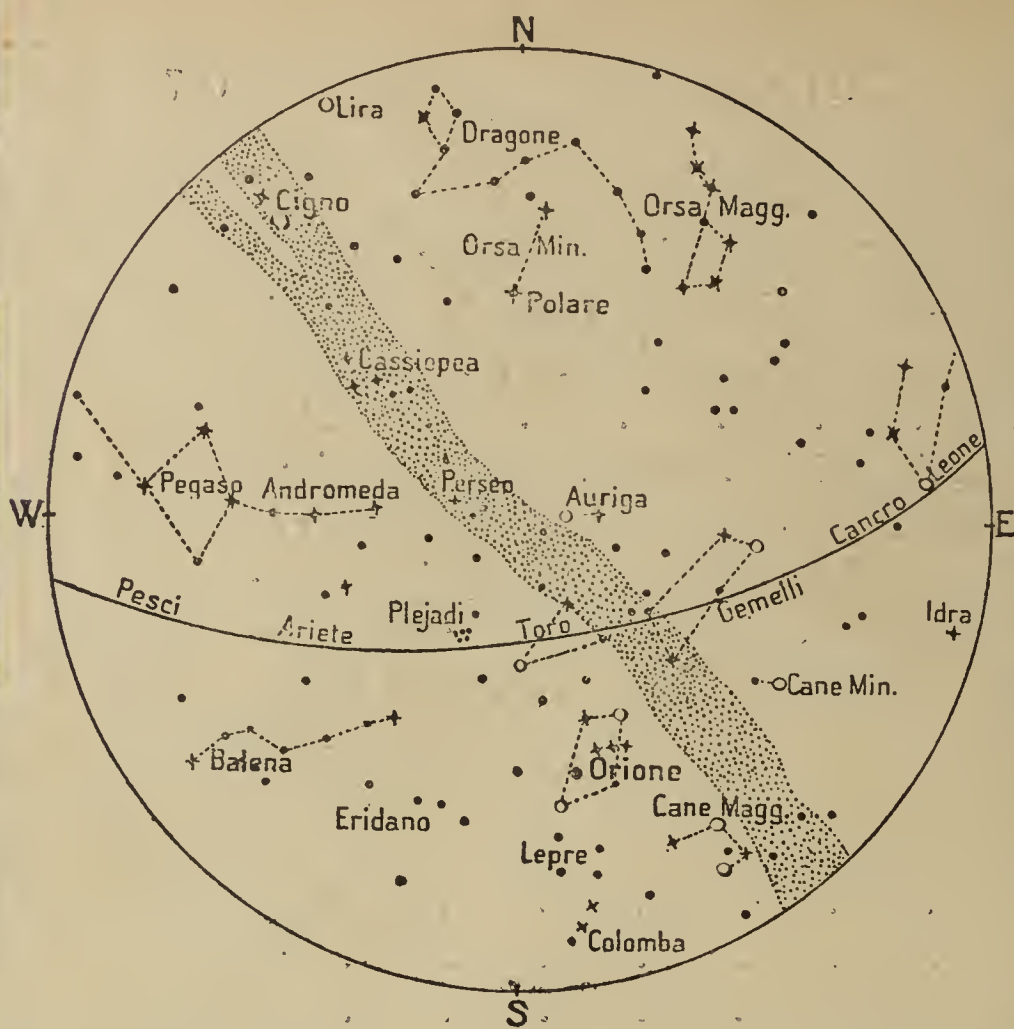 N
Lira
Dragone
Cigno
Orsa Magg.
Orsa Min.
Polare
Cassiopea
Pegaso
Andromeda
Perseo
Auriga
Leone
Cancro
W
E
Pesci
Ariete
Plejadi
Toro
Gemelli
Idra
Cane Min.
Balena
Orione
Eridano
Cane Magg.
Lepre
Colomba
S